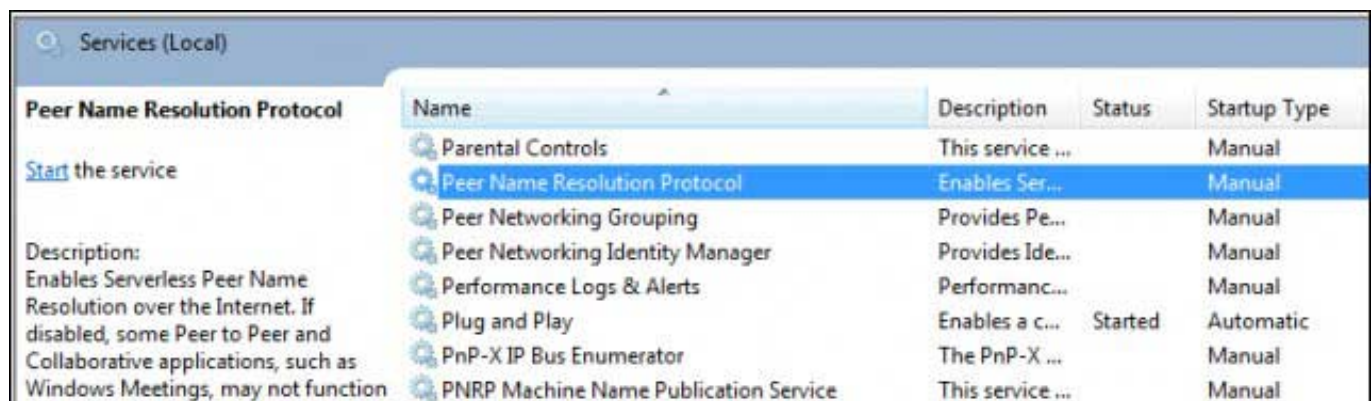 Services (Local)
Peer Name Resolution Protocol
Start the service
Description:
Enables Serverless Peer Name
Resolution over the Internet. If
disabled, some Peer to Peer and
Collaborative applications, such as
Windows Meetings, may not function
Name Description Status Startup Type
Parental Controls This service ... Manual
Peer Name Resolution Protocol Enables Ser... Manual
Peer Networking Grouping Provides Pe... Manual
Peer Networking Identity Manager Provides Ide... Manual
Performance Logs & Alerts Performanc... Manual
Plug and Play Enables a c... Started Automatic
PnP-X IP Bus Enumerator The PnP-X ... Manual
PNRP Machine Name Publication Service This service ... Manual